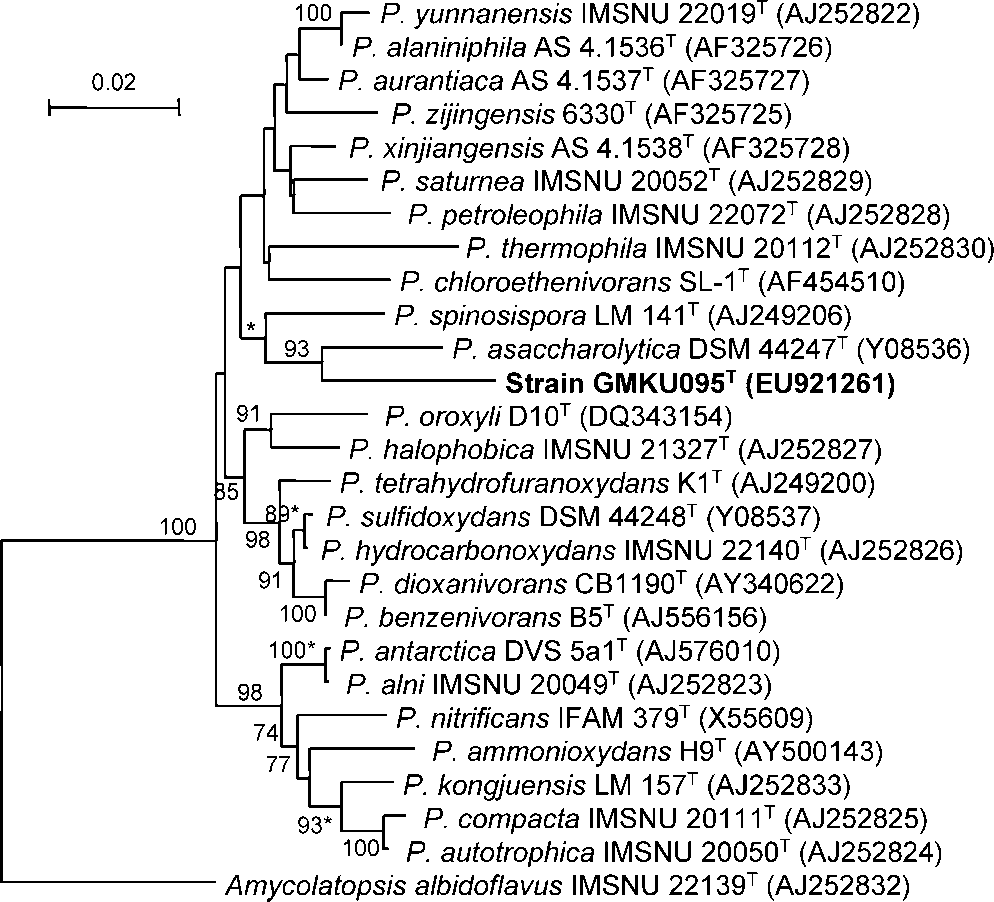 100 P. yunnanensis IMSNU 22019ᵀ (AJ252822)
P. alaniniphila AS 4.1536ᵀ (AF325726)
0.02 P. aurantiaca AS 4.1537ᵀ (AF325727)
P. zijingensis 6330ᵀ (AF325725)
P. xinjiangensis AS 4.1538ᵀ (AF325728)
P. saturnea IMSNU 20052ᵀ (AJ252829)
P. petroleophila IMSNU 22072ᵀ (AJ252828)
P. thermophila IMSNU 20112ᵀ (AJ252830)
P. chloroethenivorans SL-1ᵀ (AF454510)
P. spinosispora LM 141ᵀ (AJ249206)
*
93 P. asaccharolytica DSM 44247ᵀ (Y08536)
Strain GMKU095ᵀ (EU921261)
91 P. oroxyli D10ᵀ (DQ343154)
P. halophobica IMSNU 21327ᵀ (AJ252827)
85 P. tetrahydrofuranoxydans K1ᵀ (AJ249200)
89* P. sulfidoxydans DSM 44248ᵀ (Y08537)
100 98 P. hydrocarbonoxydans IMSNU 22140ᵀ (AJ252826)
91 P. dioxanivorans CB1190ᵀ (AY340622)
100 P. benzenivorans B5ᵀ (AJ556156)
100* P. antarctica DVS 5a1ᵀ (AJ576010)
98 P. alni IMSNU 20049ᵀ (AJ252823)
74 P. nitrificans IFAM 379ᵀ (X55609)
77 P. ammonioxydans H9ᵀ (AY500143)
P. kongjuensis LM 157ᵀ (AJ252833)
93* P. compacta IMSNU 20111ᵀ (AJ252825)
100 P. autotrophica IMSNU 20050ᵀ (AJ252824)
Amycolatopsis albidoflavus IMSNU 22139ᵀ (AJ252832)